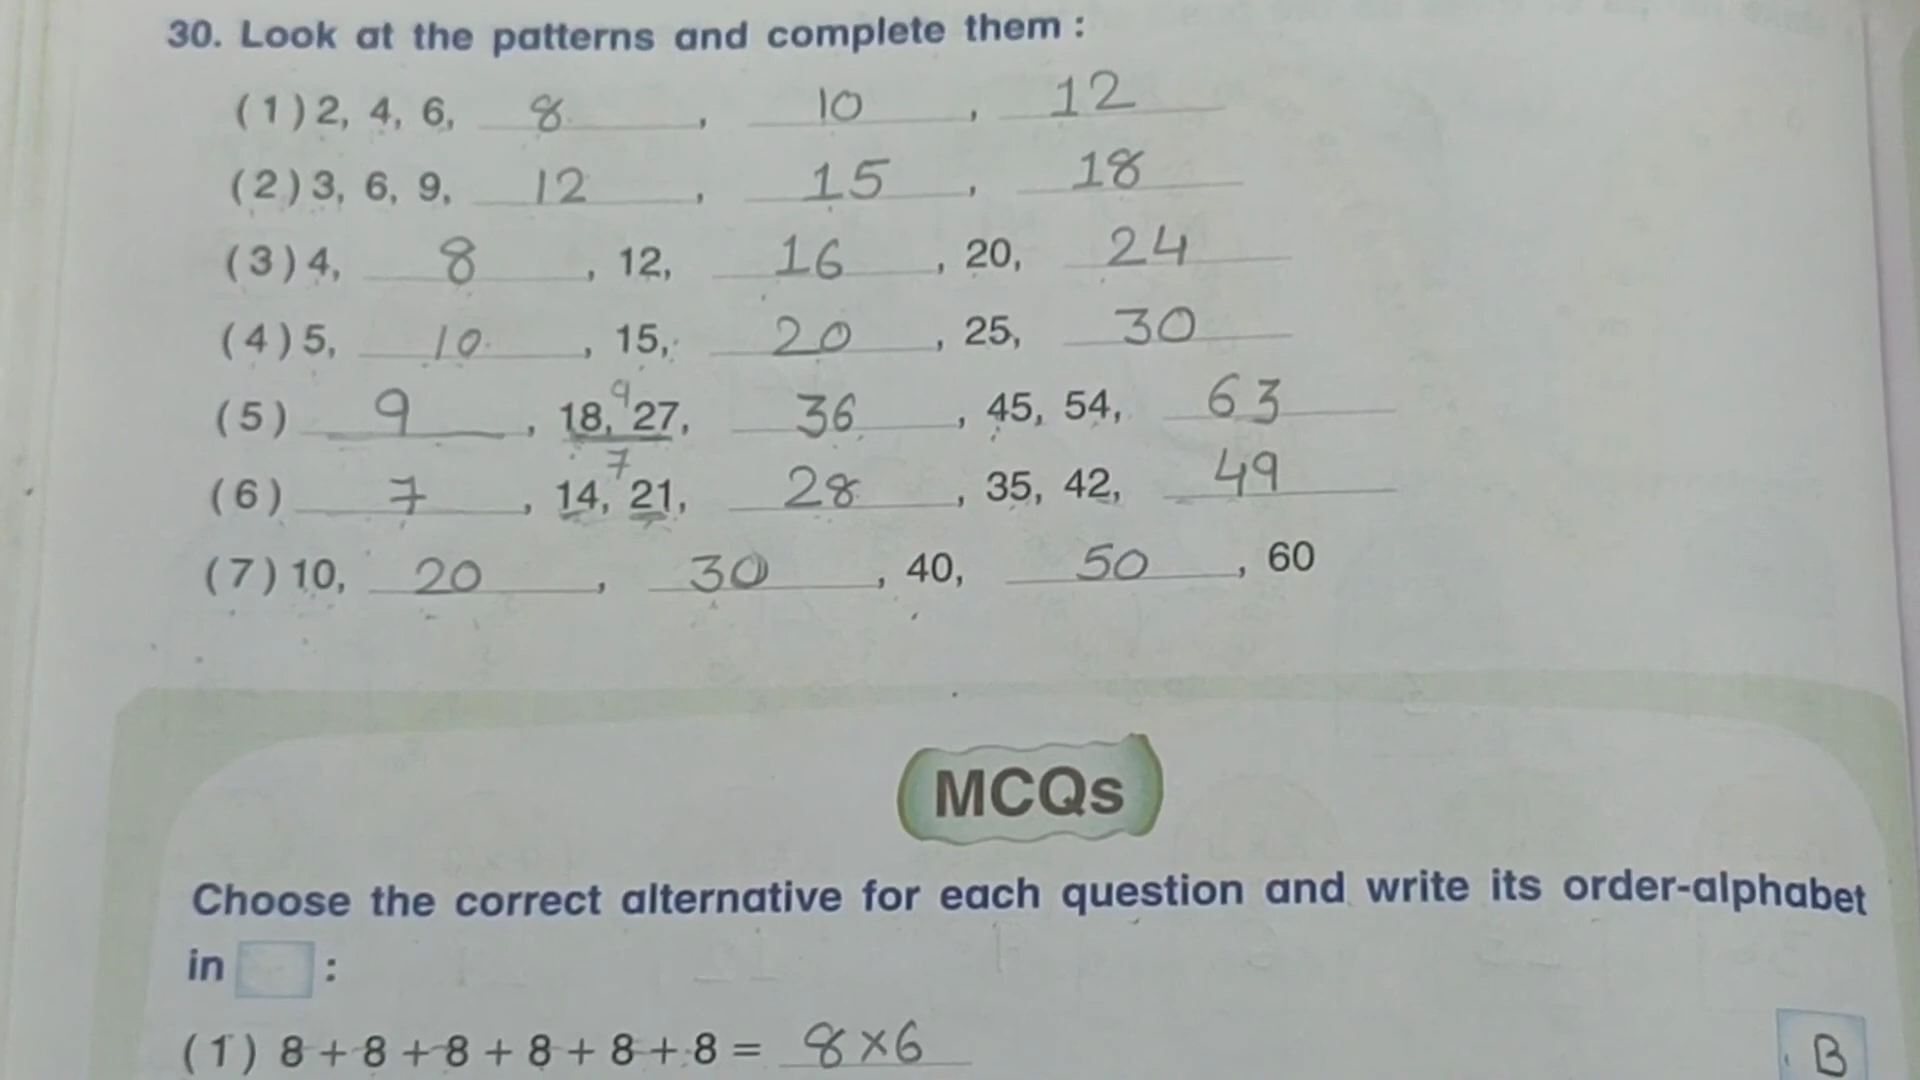 30. Look at the patterns and complete them :
(1) 2, 4, 6, 8, 10, 12
(2) 3, 6, 9, 12, 15, 18
(3) 4, 8, 12, 16, 20, 24
(4) 5, 10, 15, 20, 25, 30
(5) 9, 18, 9 27, 36, 45, 54, 63
(6) 7, 14, 7 21, 28, 35, 42, 49
(7) 10, 20, 30, 40, 50, 60
MCQs
Choose the correct alternative for each question and write its order-alphabet
in :
(1) 8 + 8 + 8 + 8 + 8 + 8 = 8×6 B